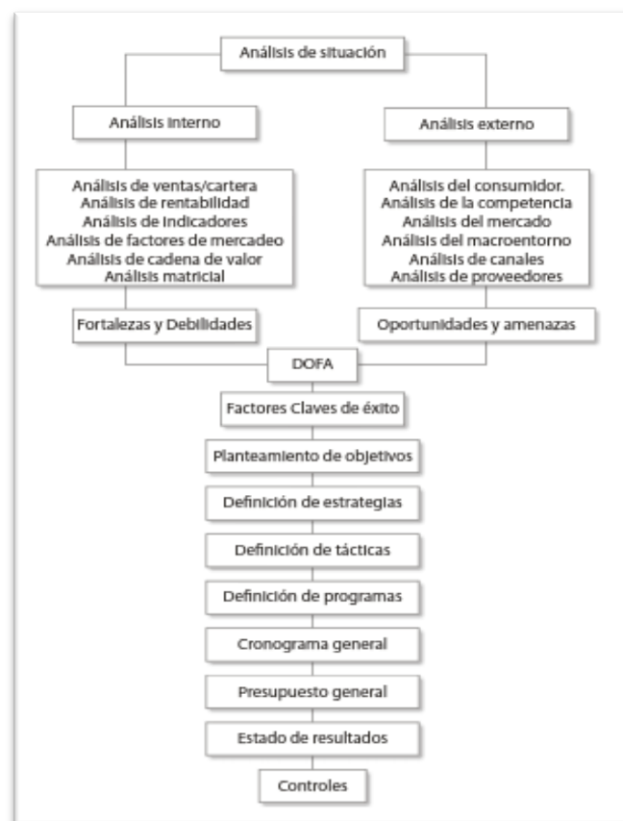 Análisis de situación
Análisis interno
Análisis externo
Análisis de ventas/cartera
Análisis de rentabilidad
Análisis de indicadores
Análisis de factores de mercadeo
Análisis de cadena de valor
Análisis matricial
Análisis del consumidor.
Análisis de la competencia
Análisis del mercado
Análisis del macroentorno
Análisis de canales
Análisis de proveedores
Fortalezas y Debilidades
Oportunidades y amenazas
DOFA
Factores Claves de éxito
Planteamiento de objetivos
Definición de estrategias
Definición de tácticas
Definición de programas
Cronograma general
Presupuesto general
Estado de resultados
Controles